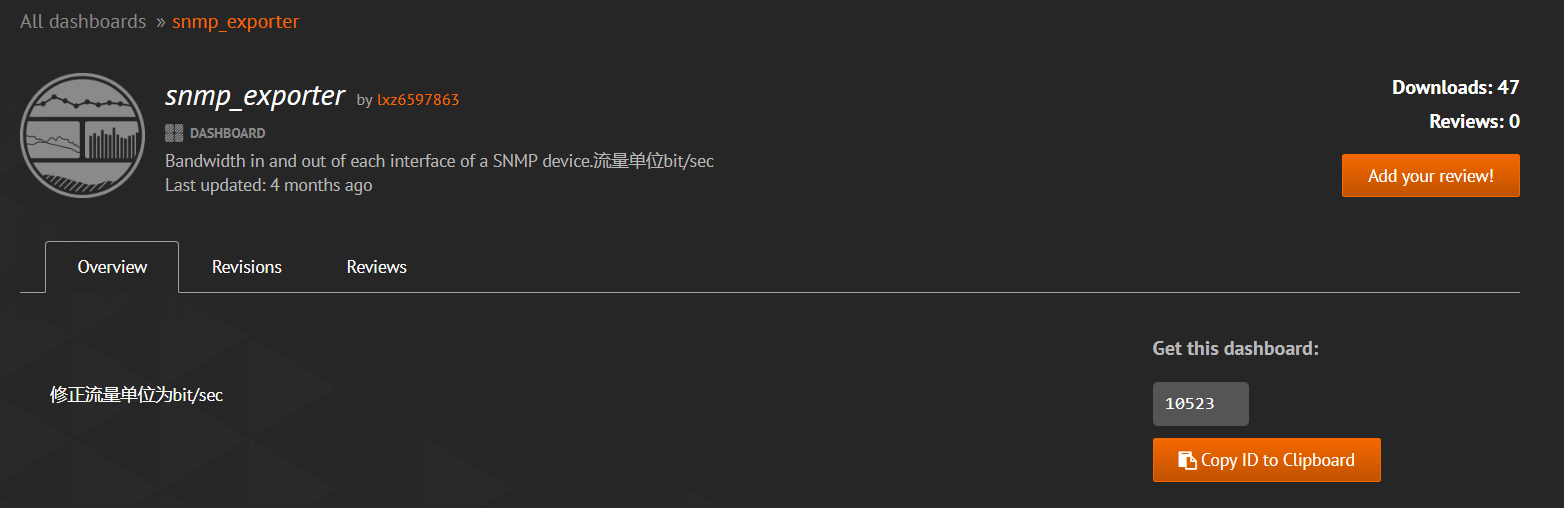 All dashboards » snmp_exporter
snmp_exporter by lxz6597863
Downloads: 47
DASHBOARD
Reviews: 0
Bandwidth in and out of each interface of a SNMP device.流量单位bit/sec
Last updated: 4 months ago
Add your review!
Overview Revisions Reviews
Get this dashboard:
修正流量单位为bit/sec
10523
Copy ID to Clipboard